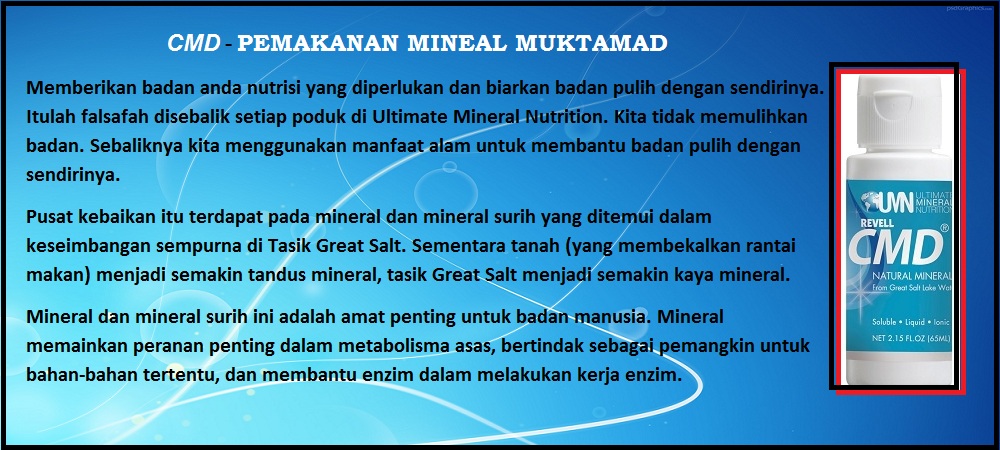 CMD - PEMAKANAN MINEAL MUKTAMAD
Memberikan badan anda nutrisi yang diperlukan dan biarkan badan pulih dengan sendirinya.
Itulah falsafah disebalik setiap poduk di Ultimate Mineral Nutrition. Kita tidak memulihkan
badan. Sebaliknya kita menggunakan manfaat alam untuk membantu badan pulih dengan
sendirinya.
Pusat kebaikan itu terdapat pada mineral dan mineral surih yang ditemui dalam
keseimbangan sempurna di Tasik Great Salt. Sementara tanah (yang membekalkan rantai
makan) menjadi semakin tandus mineral, tasik Great Salt menjadi semakin kaya mineral.
Mineral dan mineral surih ini adalah amat penting untuk badan manusia. Mineral
memainkan peranan penting dalam metabolisma asas, bertindak sebagai pemangkin untuk
bahan-bahan tertentu, dan membantu enzim dalam melakukan kerja enzim.
UMN ULTIMATE
MINERAL
NUTRITION
REVELL
CMD®
NATURAL MINERAL
From Great Salt Lake Wat
Soluble • Liquid • Ionic
NET 2.15 FL.OZ (65ML)